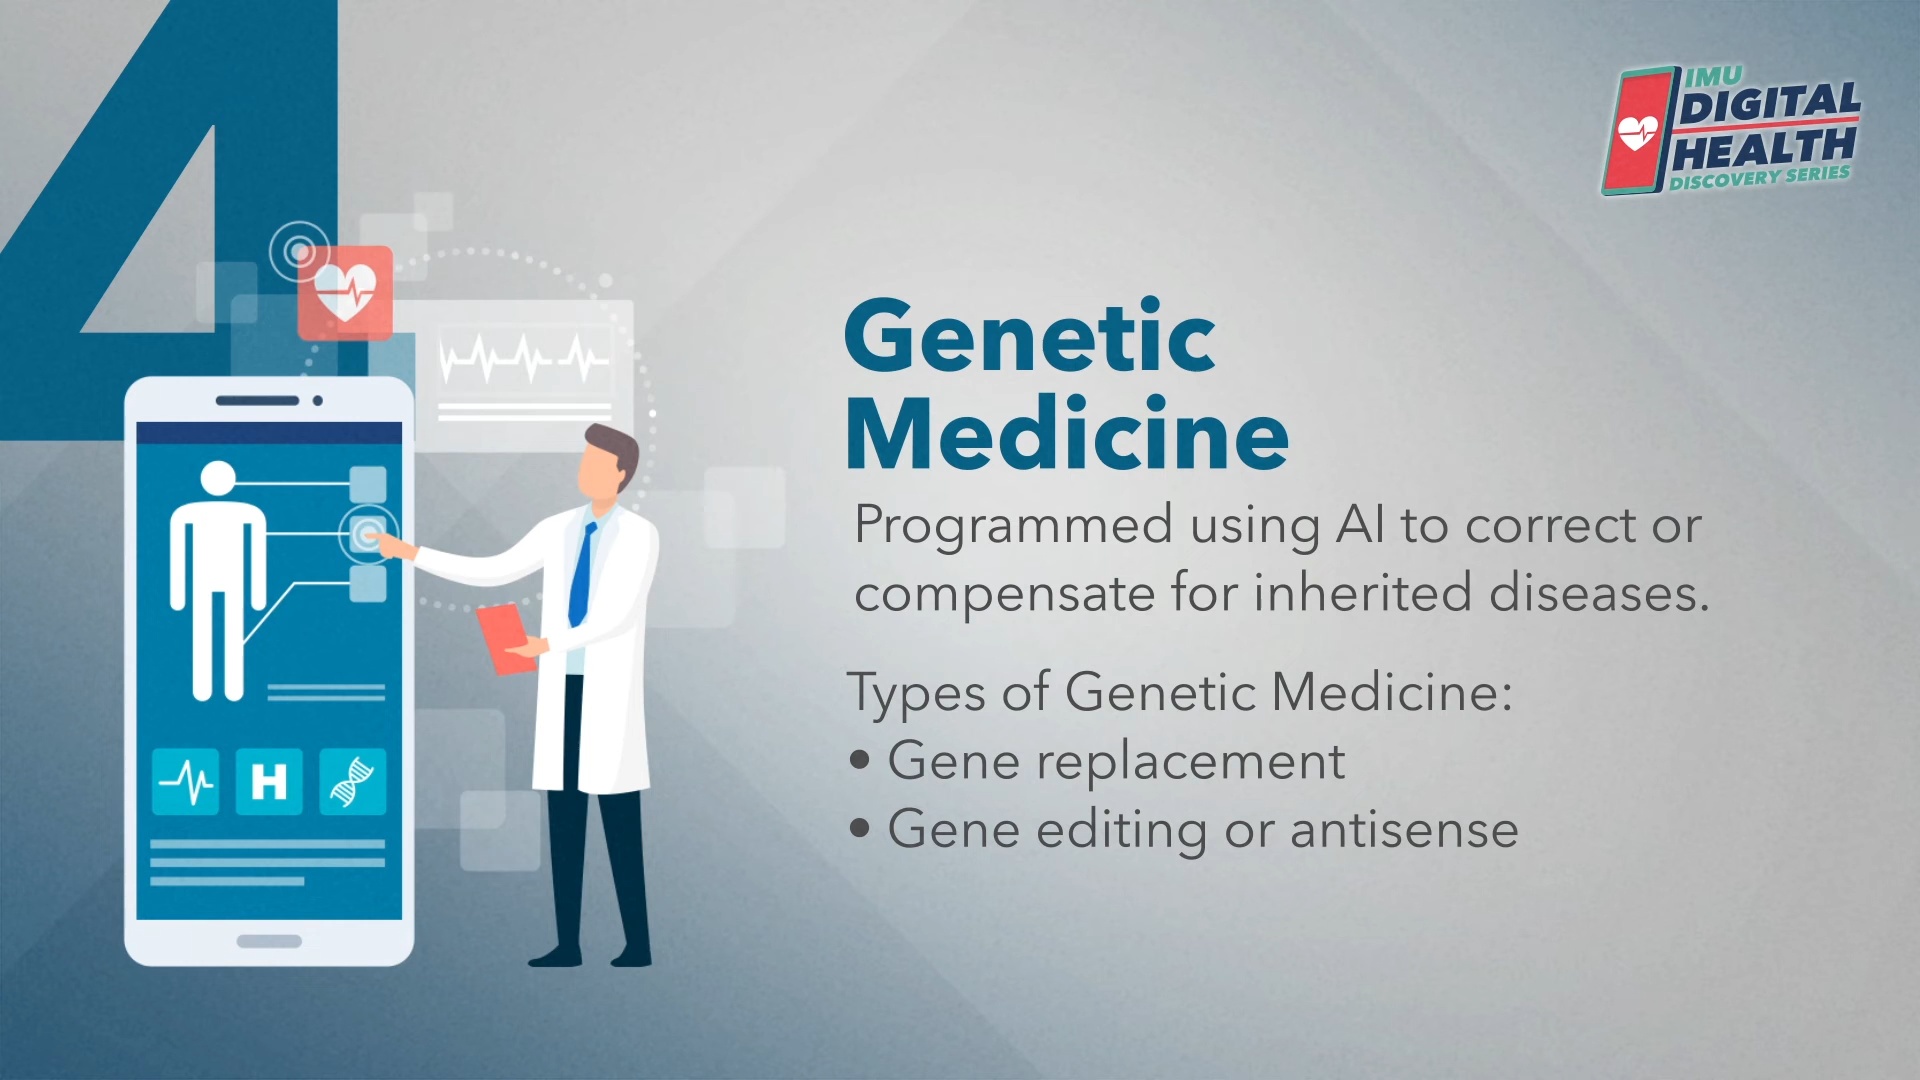 4
IMU
DIGITAL
HEALTH
DISCOVERY SERIES
Genetic
Medicine
Programmed using AI to correct or
compensate for inherited diseases.
Types of Genetic Medicine:
• Gene replacement
• Gene editing or antisense
H